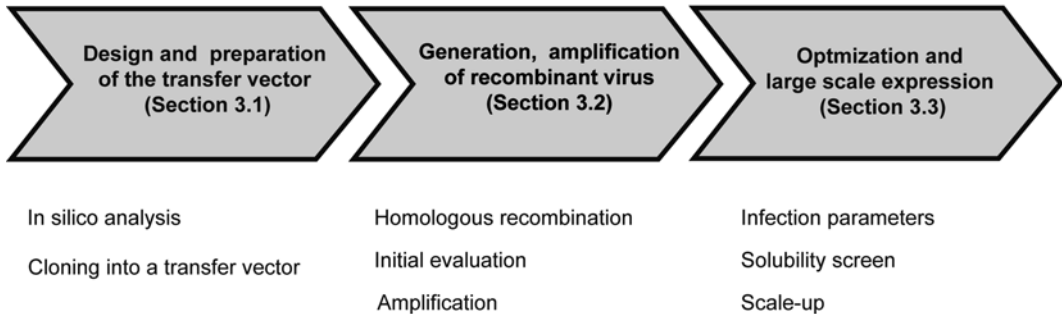 Design and preparation
of the transfer vector
(Section 3.1)
Generation, amplification
of recombinant virus
(Section 3.2)
Optmization and
large scale expression
(Section 3.3)
In silico analysis
Cloning into a transfer vector
Homologous recombination
Initial evaluation
Amplification
Infection parameters
Solubility screen
Scale-up